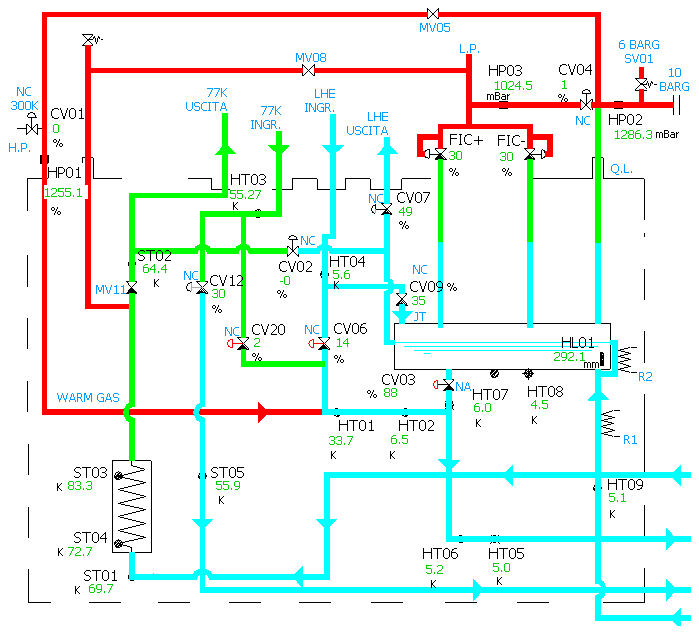 MV05
L.P.
6 BARG
SV01
MV08
HP03
1024.5
mBar
CV04
1
%
10
BARG
NC
300K
CV01
0
%
H.P.
77K
USCITA
77K
INGR.
LHE
INGR.
LHE
USCITA
NC
HP02
1286.3 mBar
FIC+
30
%
FIC-
30
%
HP01
1255.1
%
HT03
55.27
K
Q.L.
NC
CV07
49
%
ST02
64.4
K
NC
CV02
-0
%
HT04
5.6
K
NC
CV09
35
%
MV11
NC
CV12
30
%
JT
NC
CV20
2
%
NC
CV06
14
%
HL01
292.1
mm
R2
CV03
88
%
NA
HT07
6.0
K
HT08
4.5
K
WARM GAS
HT01
33.7
K
HT02
6.5
K
R1
ST03
K 83.3
ST05
55.9
K
HT09
5.1
K
ST04
K 72.7
HT06
5.2
K
HT05
5.0
K
ST01
K 69.7